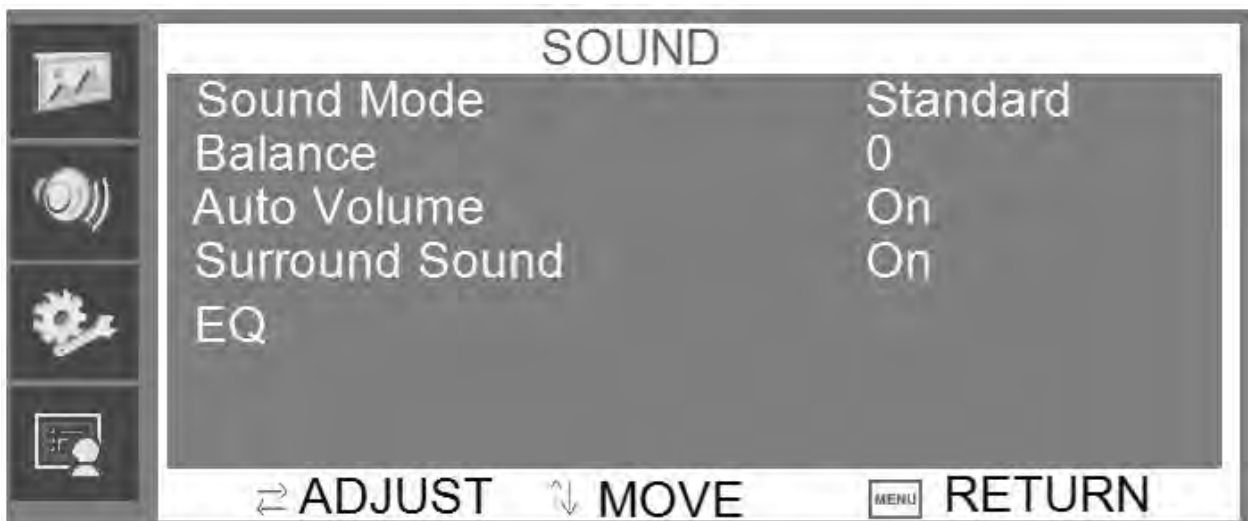 SOUND
Sound Mode Standard
Balance 0
Auto Volume On
Surround Sound On
EQ
ADJUST MOVE MENU RETURN